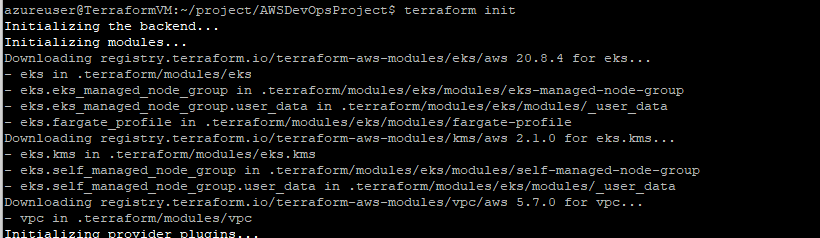 azureuser@TerraformVM:~/project/AWSDevOpsProject$ terraform init
Initializing the backend...
Initializing modules...
Downloading registry.terraform.io/terraform-aws-modules/eks/aws 20.8.4 for eks...
- eks in .terraform/modules/eks
- eks.eks_managed_node_group in .terraform/modules/eks/modules/eks-managed-node-group
- eks.eks_managed_node_group.user_data in .terraform/modules/eks/modules/_user_data
- eks.fargate_profile in .terraform/modules/eks/modules/fargate-profile
Downloading registry.terraform.io/terraform-aws-modules/kms/aws 2.1.0 for eks.kms...
- eks.kms in .terraform/modules/eks.kms
- eks.self_managed_node_group in .terraform/modules/eks/modules/self-managed-node-group
- eks.self_managed_node_group.user_data in .terraform/modules/eks/modules/_user_data
Downloading registry.terraform.io/terraform-aws-modules/vpc/aws 5.7.0 for vpc...
- vpc in .terraform/modules/vpc
Initializing provider plugins...